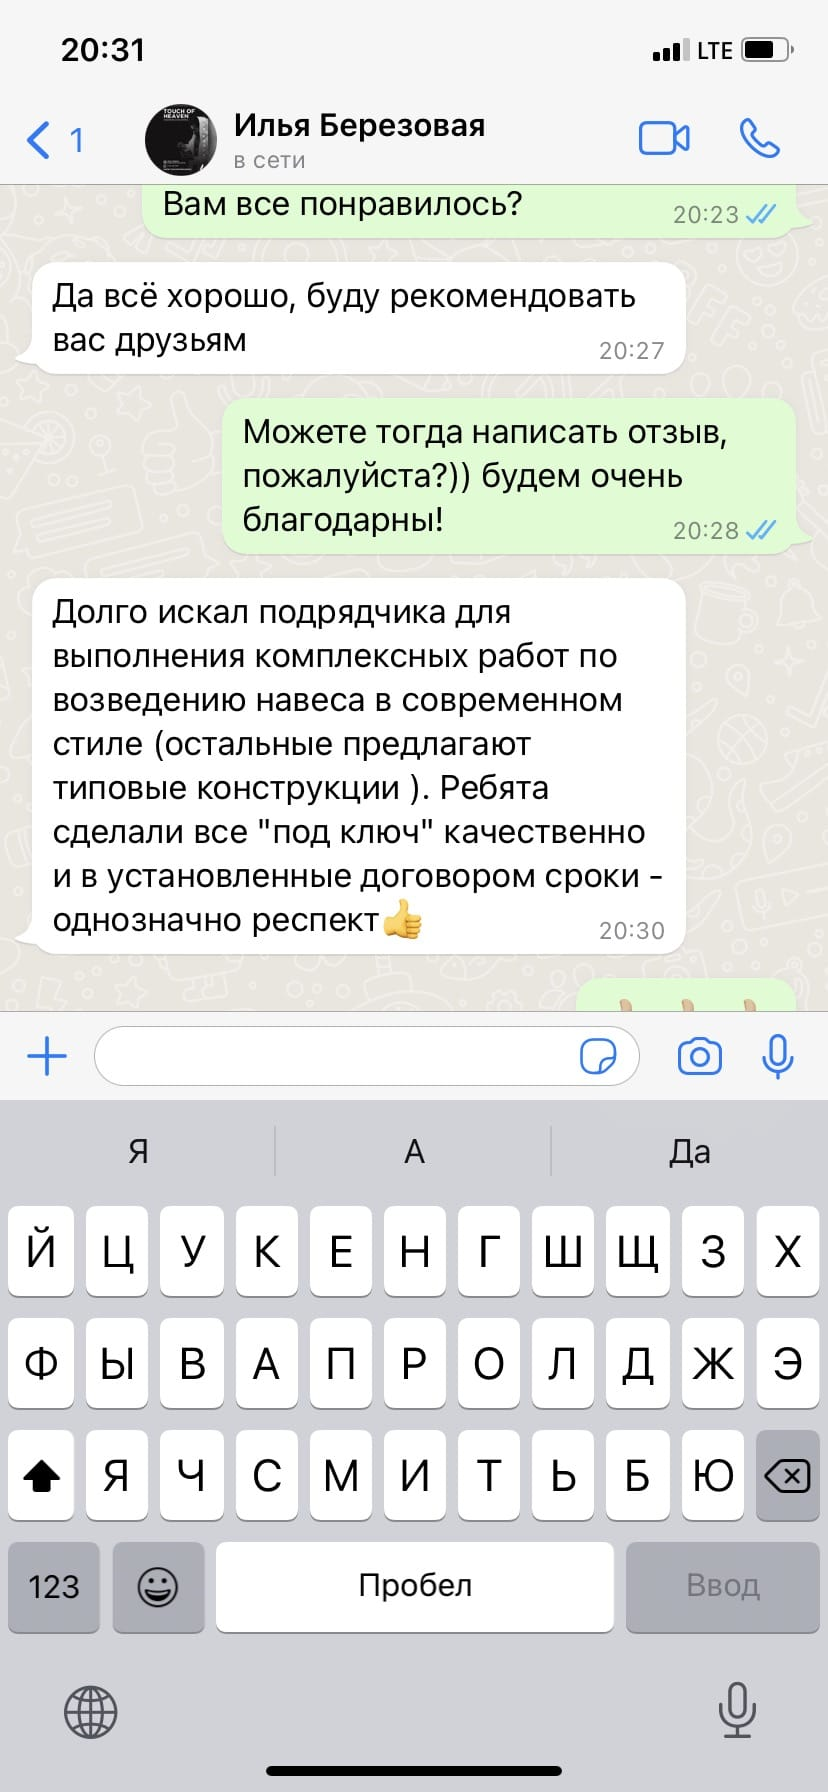 20:31
LTE
1
TOUCH OF
HEAVEN
Илья Березовая
в сети
Вам все понравилось?
20:23
Да всё хорошо, буду рекомендовать
вас друзьям
20:27
Можете тогда написать отзыв,
пожалуйста?)) будем очень
благодарны!
20:28
Долго искал подрядчика для
выполнения комплексных работ по
возведению навеса в современном
стиле (остальные предлагают
типовые конструкции ). Ребята
сделали все "под ключ" качественно
и в установленные договором сроки -
однозначно респект👍
20:30
Я А Да
Й Ц У К Е Н Г Ш Щ З Х
Ф Ы В А П Р О Л Д Ж Э
Я Ч С М И Т Ь Б Ю
123 Пробел Ввод